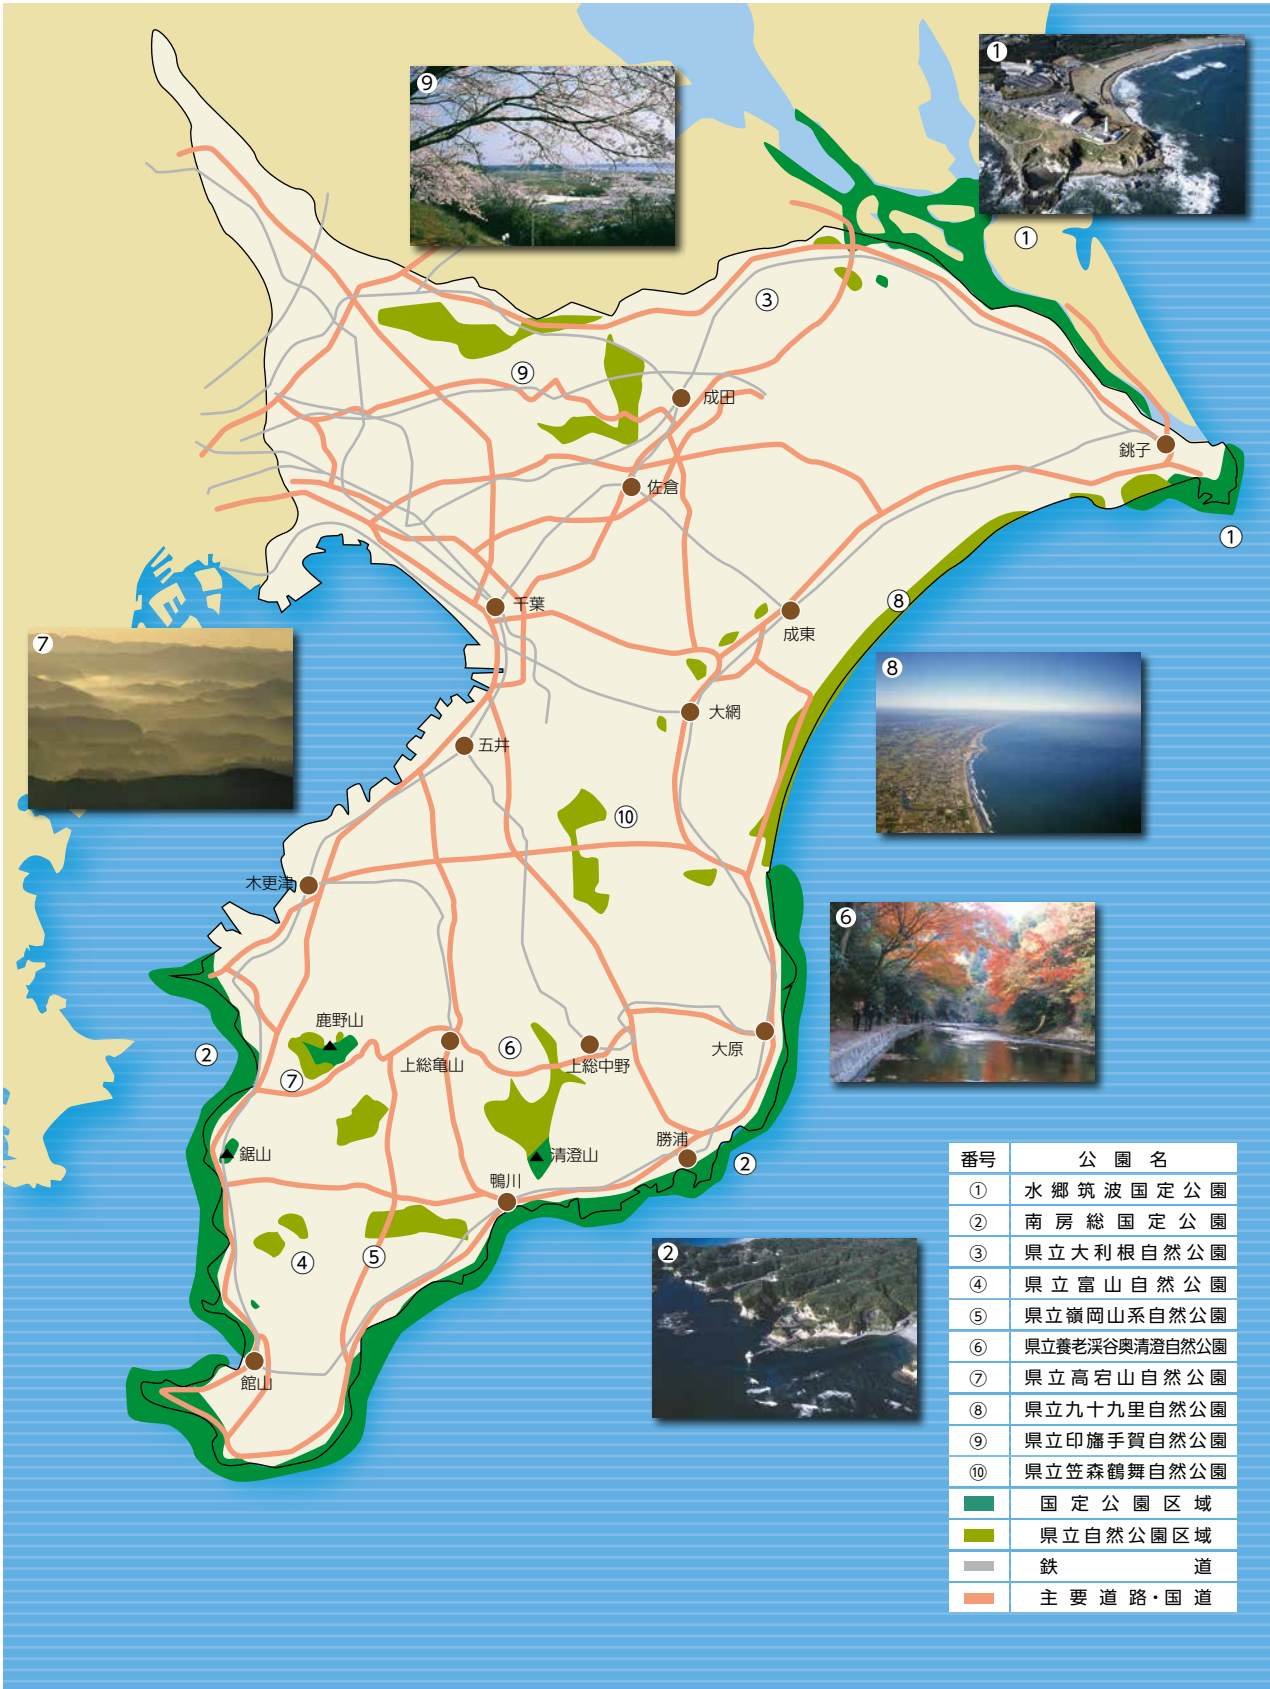 ①
⑨
①
③
⑨
成田
銚子
佐倉
①
⑧
千葉
成東
⑦
⑧
大網
五井
⑩
木更津
⑥
鹿野山
大原
②
⑥
上総亀山
上総中野
⑦
勝浦
鋸山
清澄山
②
鴨川
②
⑤
④
館山
番号 公園名
① 水郷筑波国定公園
② 南房総国定公園
③ 県立大利根自然公園
④ 県立富山自然公園
⑤ 県立嶺岡山系自然公園
⑥ 県立養老渓谷奥清澄自然公園
⑦ 県立高宕山自然公園
⑧ 県立九十九里自然公園
⑨ 県立印旛手賀自然公園
⑩ 県立笠森鶴舞自然公園
国定公園区域
県立自然公園区域
鉄道
主要道路・国道